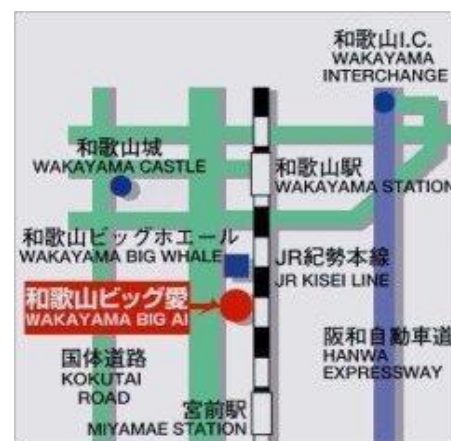 和歌山I.C.
WAKAYAMA
INTERCHANGE
和歌山城
WAKAYAMA CASTLE
和歌山駅
WAKAYAMA STATION
和歌山ビッグホエール
WAKAYAMA BIG WHALE
JR紀勢本線
JR KISEI LINE
和歌山ビッグ愛
WAKAYAMA BIG AI
国体道路
KOKUTAI
ROAD
阪和自動車道
HANWA
EXPRESSWAY
宮前駅
MIYAMAE STATION